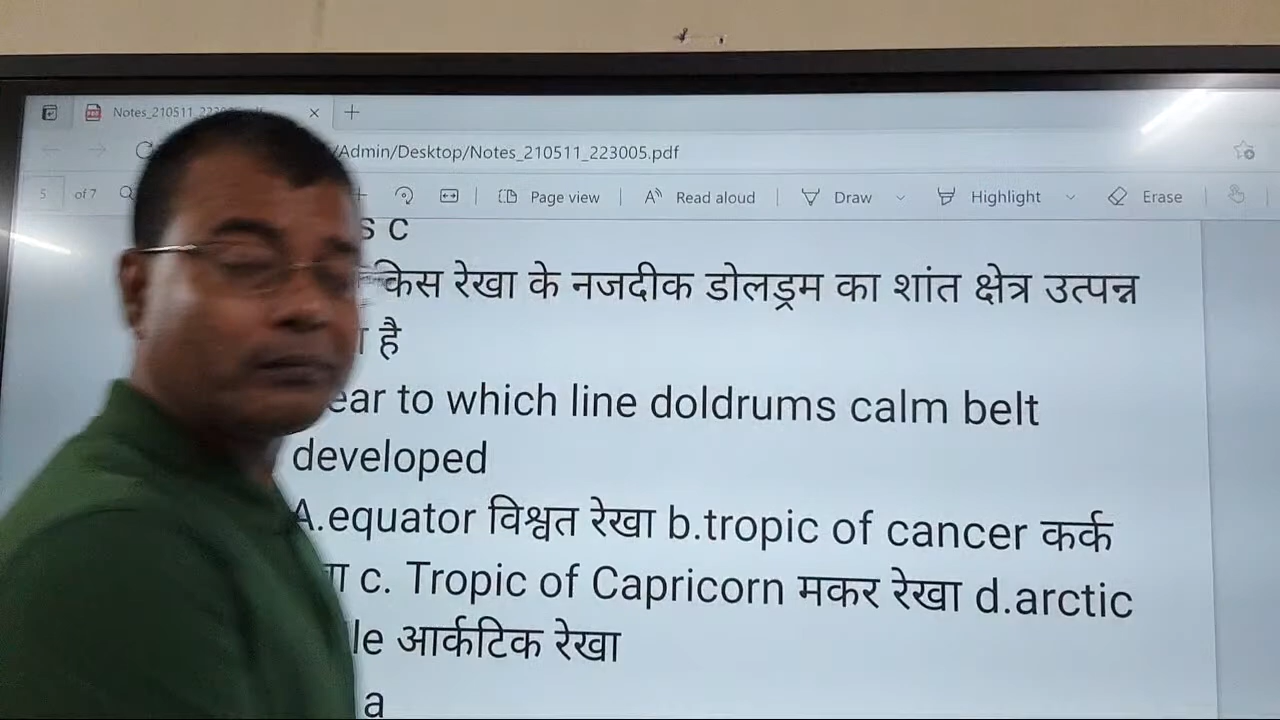 Notes_210511_22
/Admin/Desktop/Notes_210511_223005.pdf
5 of 7 Page view Read aloud Draw Highlight Erase
s c
किस रेखा के नजदीक डोलड्रम का शांत क्षेत्र उत्पन्न
है
ear to which line doldrums calm belt
developed
A.equator विश्वत रेखा b.tropic of cancer कर्क
c. Tropic of Capricorn मकर रेखा d.arctic
le आर्कटिक रेखा
a